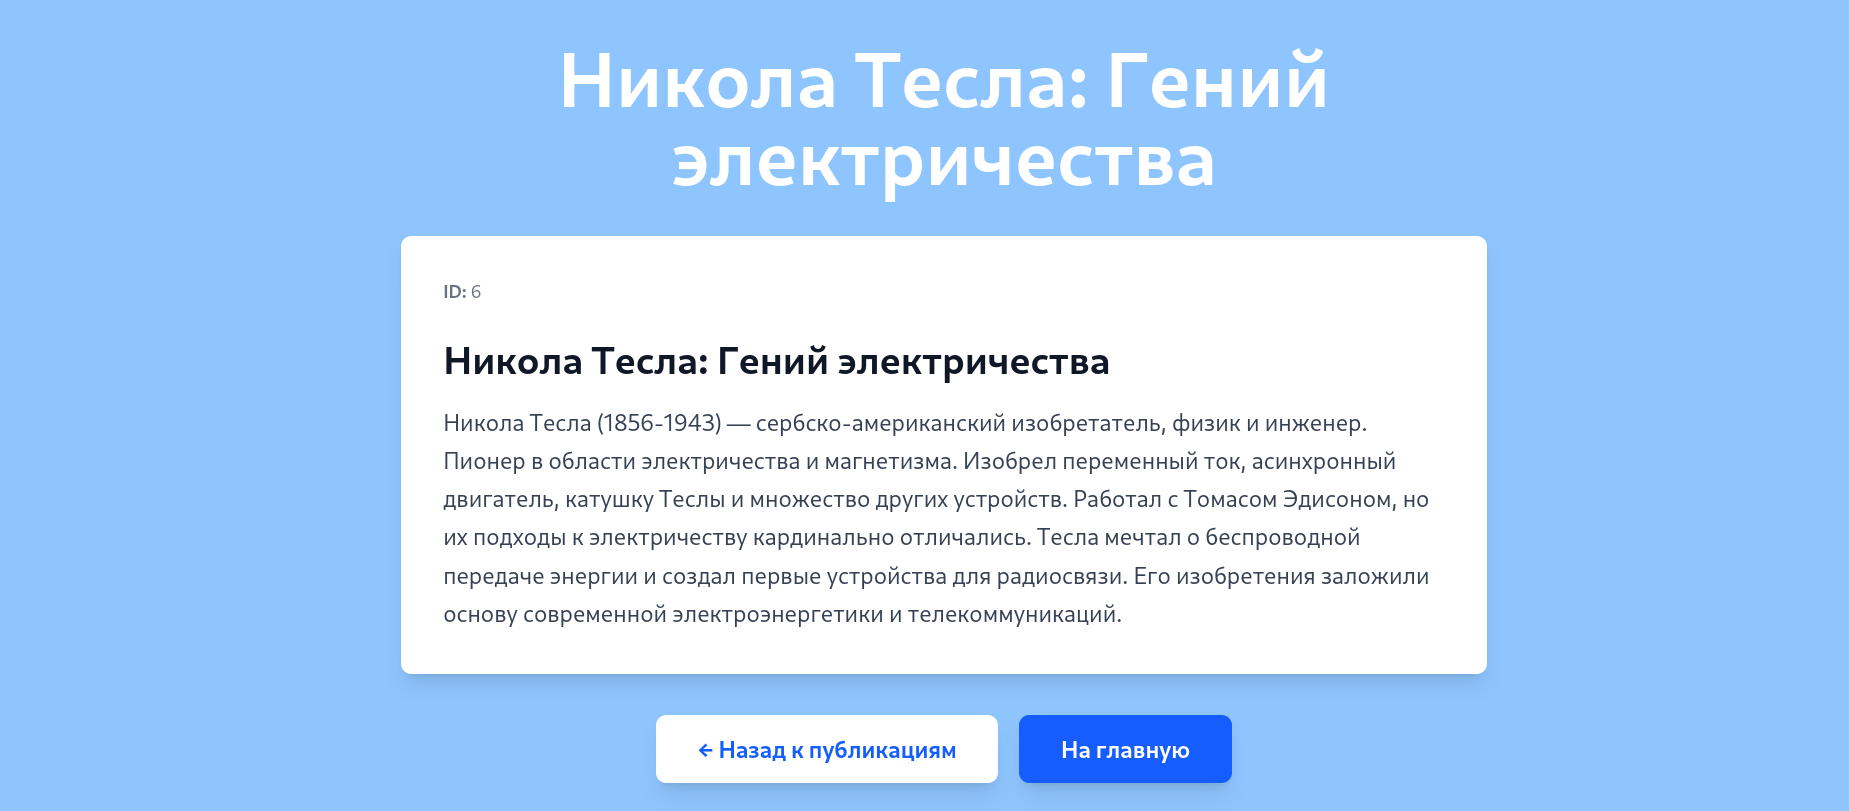 Никола Тесла: Гений
электричества
ID: 6
Никола Тесла: Гений электричества
Никола Тесла (1856-1943) — сербско-американский изобретатель, физик и инженер.
Пионер в области электричества и магнетизма. Изобрел переменный ток, асинхронный
двигатель, катушку Теслы и множество других устройств. Работал с Томасом Эдисоном, но
их подходы к электричеству кардинально отличались. Тесла мечтал о беспроводной
передаче энергии и создал первые устройства для радиосвязи. Его изобретения заложили
основу современной электроэнергетики и телекоммуникаций.
← Назад к публикациям
На главную